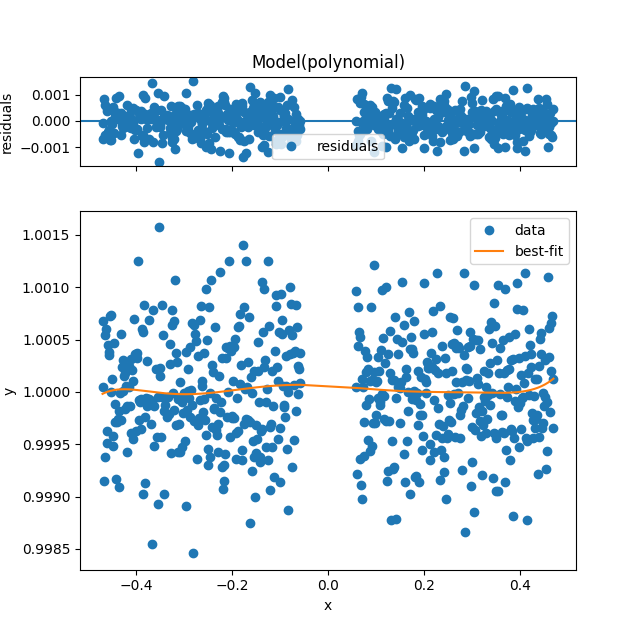 Model(polynomial)
residuals
0.001
0.000
−0.001
residuals
y
1.0015
1.0010
1.0005
1.0000
0.9995
0.9990
0.9985
data
best-fit
−0.4
−0.2
0.0
0.2
0.4
x